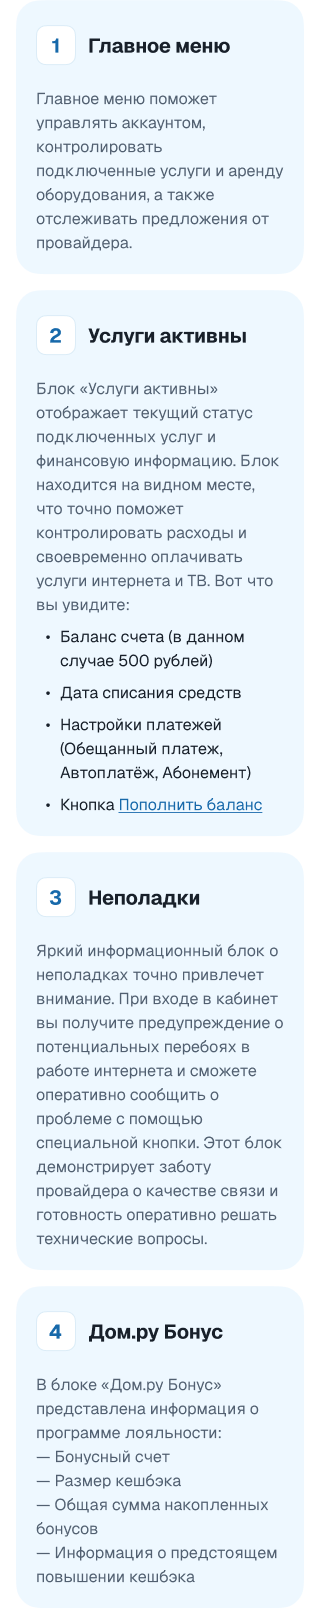 1 Главное меню
Главное меню поможет
управлять аккаунтом,
контролировать
подключенные услуги и аренду
оборудования, а также
отслеживать предложения от
провайдера.
2 Услуги активны
Блок «Услуги активны»
отображает текущий статус
подключенных услуг и
финансовую информацию. Блок
находится на видном месте,
что точно поможет
контролировать расходы и
своевременно оплачивать
услуги интернета и ТВ. Вот что
вы увидите:
• Баланс счета (в данном
случае 500 рублей)
• Дата списания средств
• Настройки платежей
(Обещанный платеж,
Автоплатёж, Абонемент)
• Кнопка Пополнить баланс
3 Неполадки
Яркий информационный блок о
неполадках точно привлечет
внимание. При входе в кабинет
вы получите предупреждение о
потенциальных перебоях в
работе интернета и сможете
оперативно сообщить о
проблеме с помощью
специальной кнопки. Этот блок
демонстрирует заботу
провайдера о качестве связи и
готовность оперативно решать
технические вопросы.
4 Дом.ру Бонус
В блоке «Дом.ру Бонус»
представлена информация о
программе лояльности:
— Бонусный счет
— Размер кешбэка
— Общая сумма накопленных
бонусов
— Информация о предстоящем
повышении кешбэка